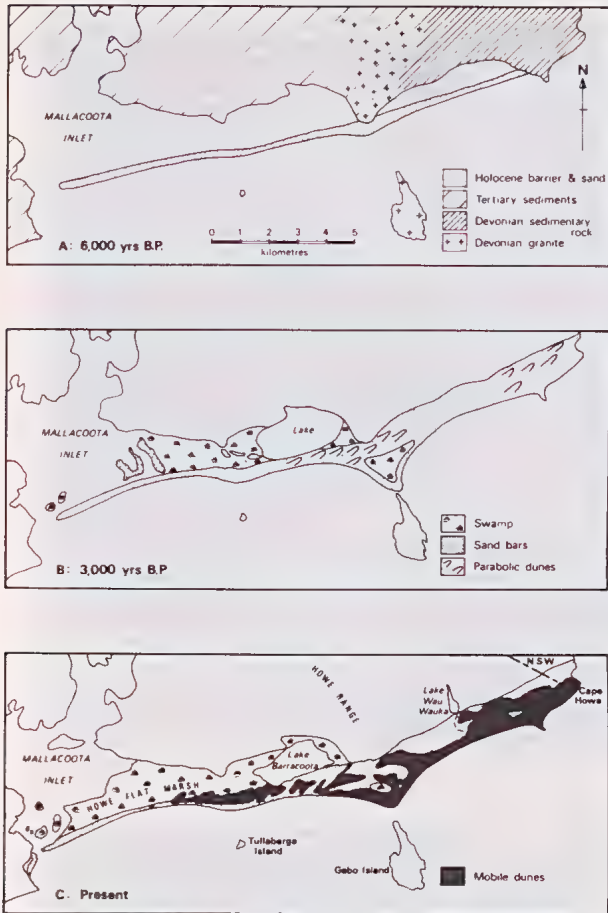 MALLACOOTA
INLET
N
Holocene barrier & sand
Tertiary sediments
Devonian sedimentary
rock
Devonian granite
A: 6,000 yrs B.P.
0 1 2 3 4 5
kilometres
MALLACOOTA
INLET
Lake
Swamp
Sand bars
Parabolic dunes
B: 3,000 yrs B.P
NSW
Cape
Howe
HOWE RANGE
Lake
Wau
Wauka
Lake
Barracoota
MALLACOOTA
INLET
HOWE FLAT MARSH
Tullaberga
Island
Gabo Island
Mobile dunes
C. Present